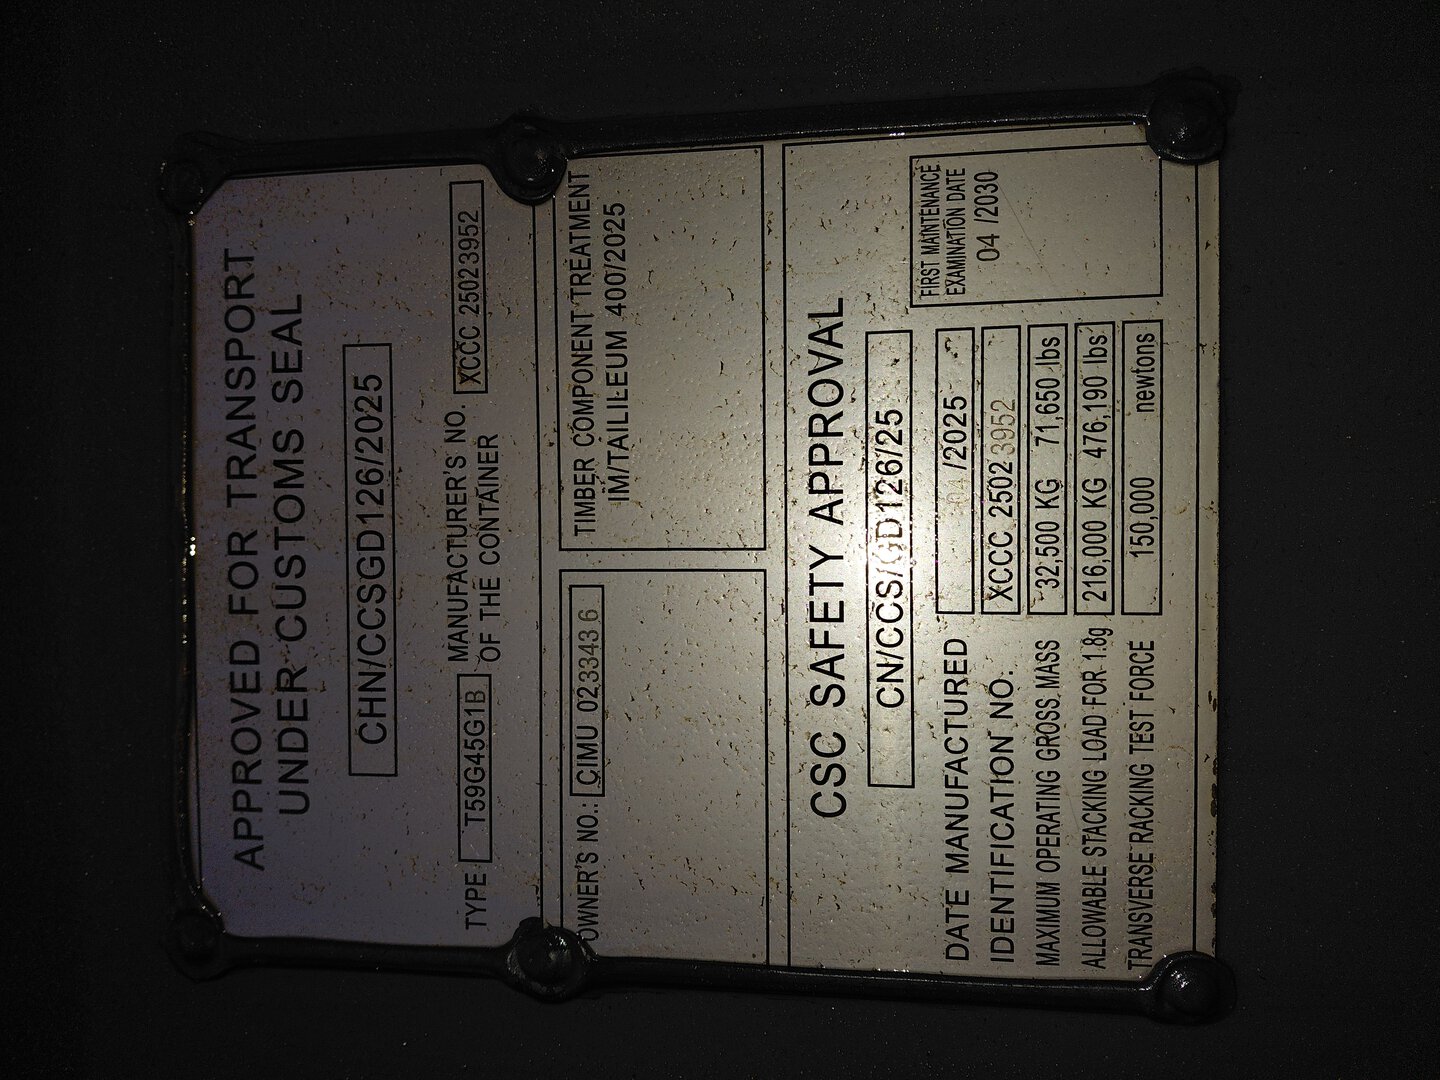 APPROVED FOR TRANSPORT
UNDER CUSTOMS SEAL
CHN/CCSGD126/2025
TYPE T59G45G1B MANUFACTURER'S NO. OF THE CONTAINER XCCC 25023952
OWNER'S NO.: CIMU 023343 6
TIMBER COMPONENT TREATMENT
IM/TAILILEUM 400/2025
CSC SAFETY APPROVAL
CN/CCS/GD126/25
DATE MANUFACTURED 04 /2025
IDENTIFICATION NO. XCCC 25023952
MAXIMUM OPERATING GROSS MASS 32,500 KG 71,650 lbs
ALLOWABLE STACKING LOAD FOR 1.8g 216,000 KG 476,190 lbs
TRANSVERSE RACKING TEST FORCE 150,000 newtons
FIRST MAINTENANCE
EXAMINATION DATE
04 /2030